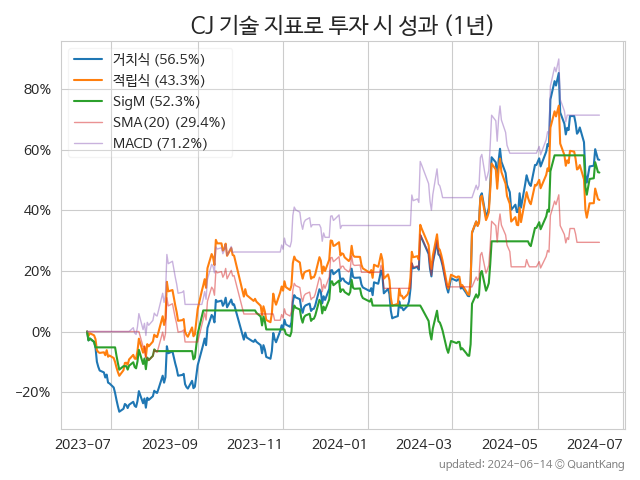 CJ 기술 지표로 투자 시 성과 (1년)
거치식 (56.5%)
적립식 (43.3%)
SigM (52.3%)
SMA(20) (29.4%)
MACD (71.2%)
80%
60%
40%
20%
0%
−20%
2023-07 2023-09 2023-11 2024-01 2024-03 2024-05 2024-07
updated: 2024-06-14 © QuantKang